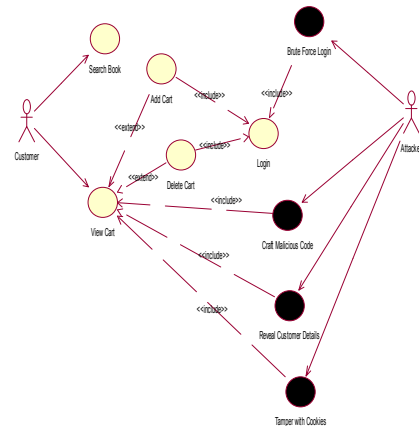 Brute Force Login
Search Book
Add Cart
<<include>>
<<include>>
<<extend>>
<<include>>
Customer
Login
Attacke
<<extend>>
Delete Cart
<<include>>
View Cart
Craft Malicious Code
<<include>>
<<include>>
Reveal Customer Details
Tamper with Cookies